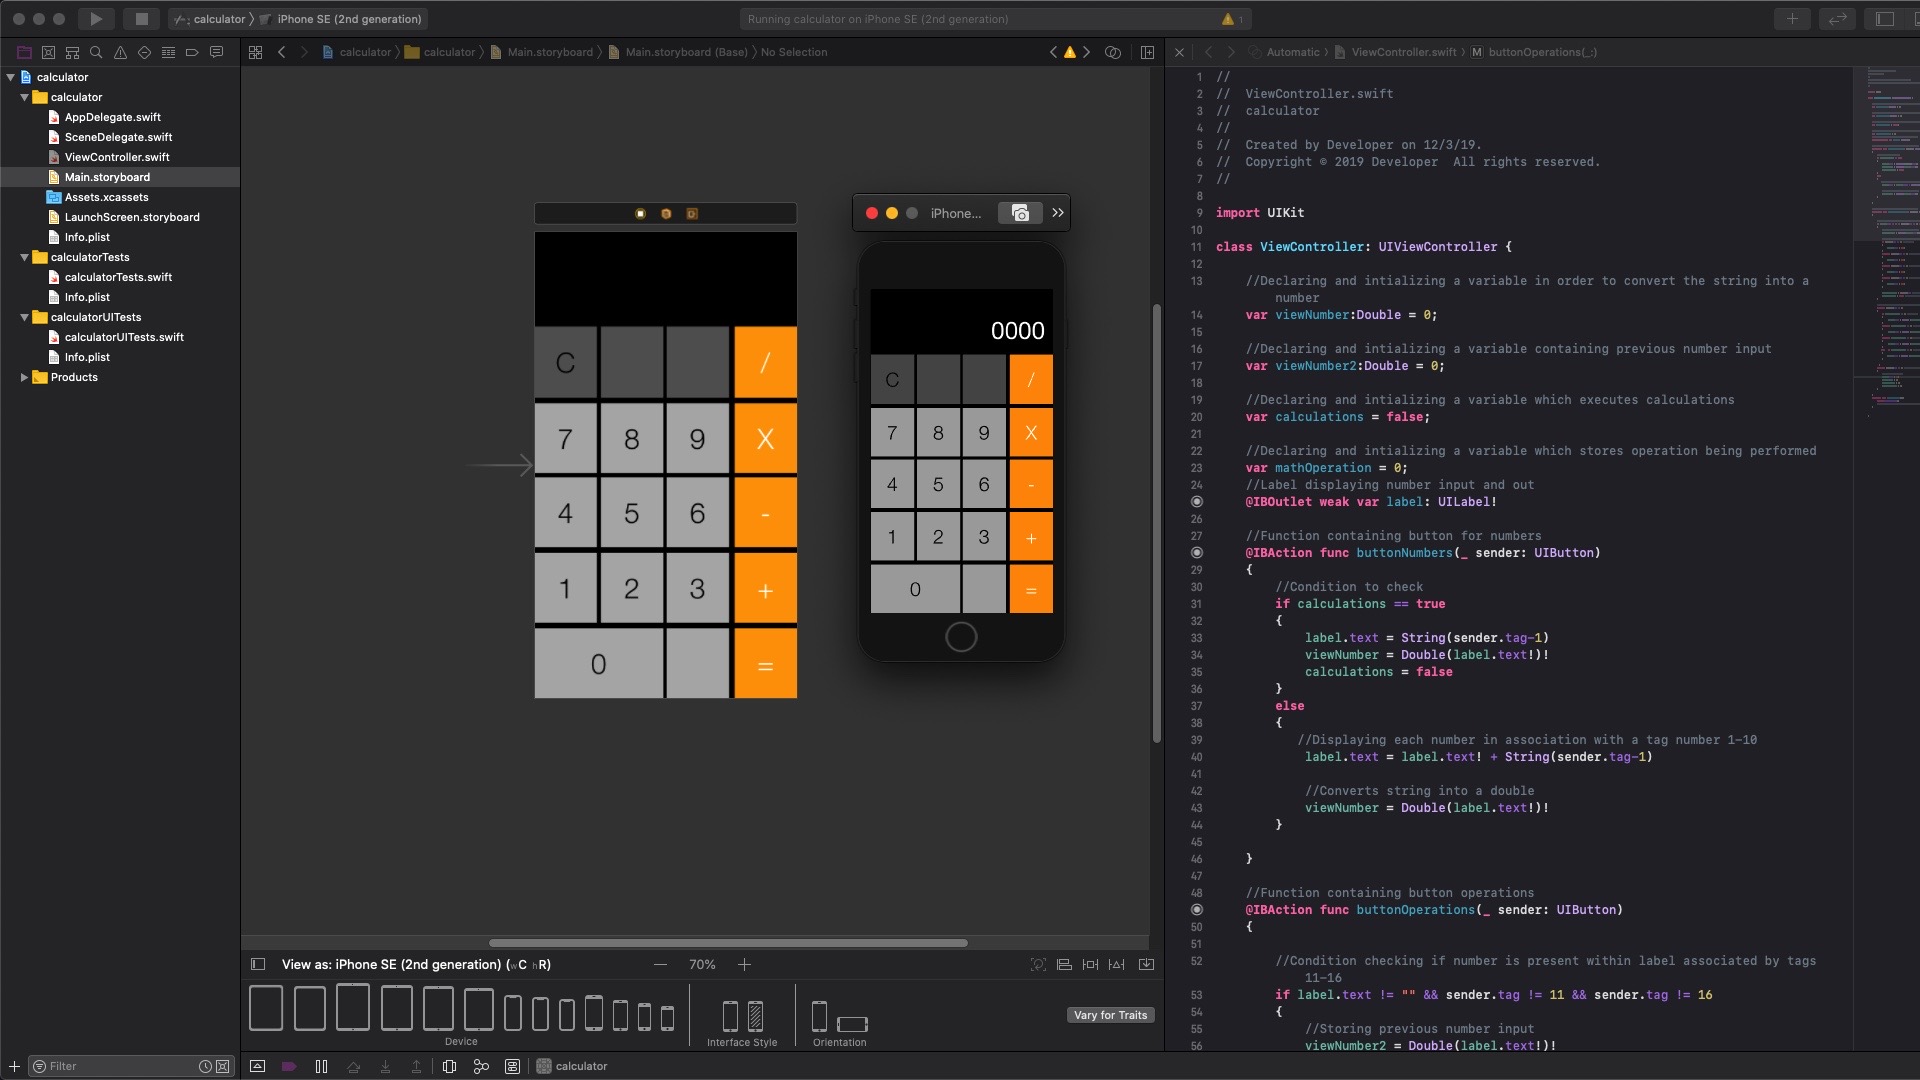 calculator
iPhone SE (2nd generation)
Running calculator on iPhone SE (2nd generation)
1
calculator
calculator
Main.storyboard
Main.storyboard (Base)
No Selection
Automatic
ViewController.swift
M
buttonOperations(_:)
calculator
calculator
AppDelegate.swift
SceneDelegate.swift
ViewController.swift
Main.storyboard
Assets.xcassets
LaunchScreen.storyboard
Info.plist
calculatorTests
calculatorTests.swift
Info.plist
calculatorUITests
calculatorUITests.swift
Info.plist
Products
C /
7 8 9 X
4 5 6 -
1 2 3 +
0 =
iPhone...
0000
C /
7 8 9 X
4 5 6 -
1 2 3 +
0 =
1 //
2 //  ViewController.swift
3 //  calculator
4 //
5 //  Created by Developer on 12/3/19.
6 //  Copyright © 2019 Developer  All rights reserved.
7 //
8
9 import UIKit
10
11 class ViewController: UIViewController {
12
13 //Declaring and intializing a variable in order to convert the string into a
number
14 var viewNumber:Double = 0;
15
16 //Declaring and intializing a variable containing previous number input
17 var viewNumber2:Double = 0;
18
19 //Declaring and intializing a variable which executes calculations
20 var calculations = false;
21
22 //Declaring and intializing a variable which stores operation being performed
23 var mathOperation = 0;
24 //Label displaying number input and out
@IBOutlet weak var label: UILabel!
26
27 //Function containing button for numbers
@IBAction func buttonNumbers(_ sender: UIButton)
29 {
30 //Condition to check
31 if calculations == true
32 {
33 label.text = String(sender.tag-1)
34 viewNumber = Double(label.text!)!
35 calculations = false
36 }
37 else
38 {
39 //Displaying each number in association with a tag number 1-10
40 label.text = label.text! + String(sender.tag-1)
41
42 //Converts string into a double
43 viewNumber = Double(label.text!)!
44 }
45
46 }
47
48 //Function containing button operations
@IBAction func buttonOperations(_ sender: UIButton)
50 {
51
52 //Condition checking if number is present within label associated by tags
11-16
53 if label.text != "" && sender.tag != 11 && sender.tag != 16
54 {
55 //Storing previous number input
56 viewNumber2 = Double(label.text!)!
View as: iPhone SE (2nd generation) (wC hR)
70%
Device
Interface Style
Orientation
Vary for Traits
Filter
calculator